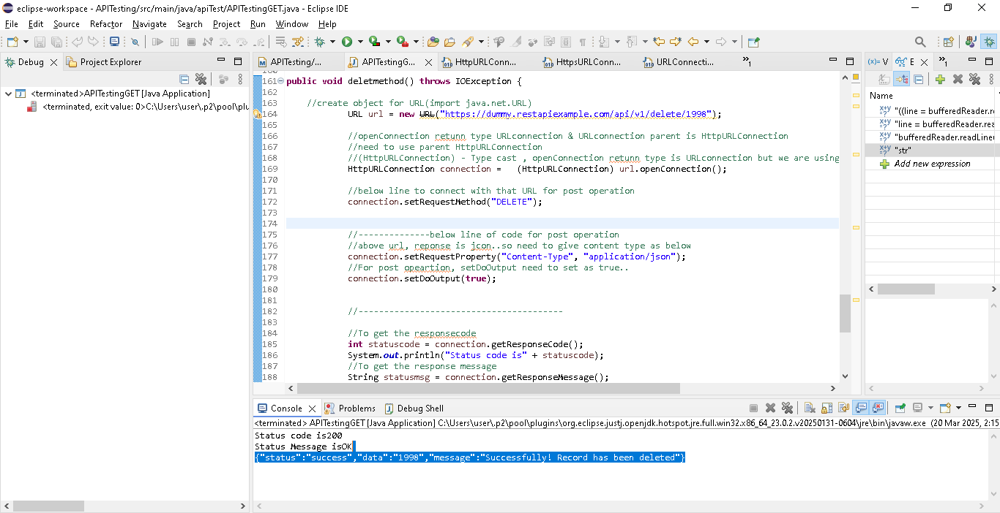 eclipse-workspace - APITesting/src/main/java/apiTest/APITestingGET.java - Eclipse IDE
File Edit Source Refactor Navigate Search Project Run Window Help
Debug Project Explorer
<terminated>APITestingGET [Java Application]
<terminated, exit value: 0>C:\Users\user\.p2\pool\plu
APITesting/... APITestingG... HttpURLConn... HttpsURLConn... URLConnecti... »1
161 public void deletmethod() throws IOException {
162
163 //create object for URL(import java.net.URL)
164 URL url = new URL("https://dummy.restapiexample.com/api/v1/delete/1998");
165
166 //openConnection retunn type URLconnection & URLconnection parent is HttpURLConnection
167 //need to use parent HttpURLConnection
168 //(HttpURLConnection) - Type cast , openConnection retunn type is URLconnection but we are using
169 HttpURLConnection connection = (HttpURLConnection) url.openConnection();
170
171 //below line to connect with that URL for post operation
172 connection.setRequestMethod("DELETE");
173
174
175 //--------------below line of code for post operation
176 //above url, reponse is jcon..so need to give content type as below
177 connection.setRequestProperty("Content-Type", "application/json");
178 //For post opeartion, setDoOutput need to set as true..
179 connection.setDoOutput(true);
180
181
182 //----------------------------------------
183
184 //To get the responsecode
185 int statuscode = connection.getResponseCode();
186 System.out.println("Status code is" + statuscode);
187 //To get the response message
188 String statusmsg = connection.getResponseMessage();
(x)= V E »1
Name
"((line = bufferedReader.re
"line = bufferedReader.rea
"bufferedReader.readLine(
"str"
Add new expression
Console Problems Debug Shell
<terminated> APITestingGET [Java Application] C:\Users\user\.p2\pool\plugins\org.eclipse.justj.openjdk.hotspot.jre.full.win32.x86_64_23.0.2.v20250131-0604\jre\bin\javaw.exe (20 Mar 2025, 2:15
Status code is200
Status Message isOK
{"status":"success","data":"1998","message":"Successfully! Record has been deleted"}